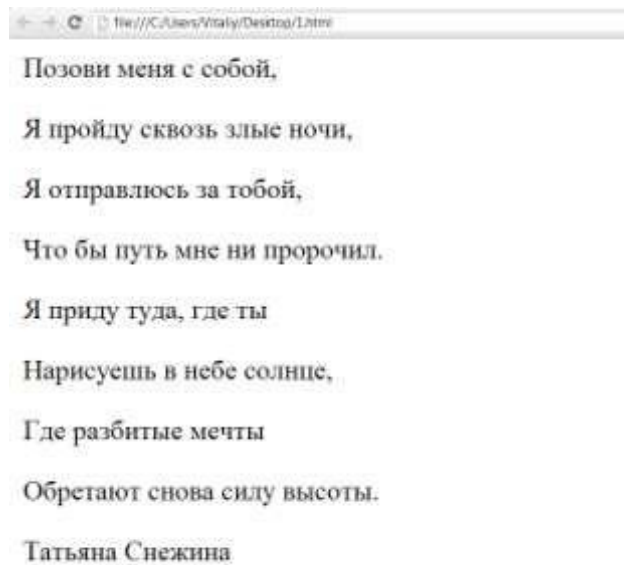 file:///C:/Users/Vitaliy/Desktop/1.html
Позови меня с собой,
Я пройду сквозь злые ночи,
Я отправлюсь за тобой,
Что бы путь мне ни пророчил.
Я приду туда, где ты
Нарисуешь в небе солнце,
Где разбитые мечты
Обретают снова силу высоты.
Татьяна Снежина